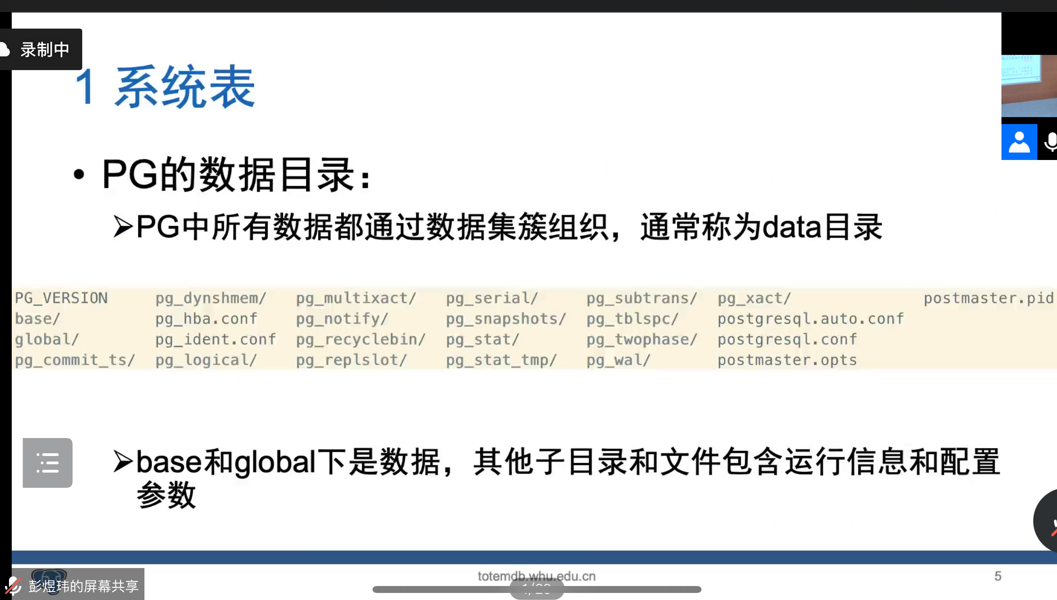 录制中
1 系统表
• PG的数据目录：
➢PG中所有数据都通过数据集簇组织，通常称为data目录
PG_VERSION pg_dynshmem/ pg_multixact/ pg_serial/ pg_subtrans/ pg_xact/ postmaster.pid
base/ pg_hba.conf pg_notify/ pg_snapshots/ pg_tblspc/ postgresql.auto.conf
global/ pg_ident.conf pg_recyclebin/ pg_stat/ pg_twophase/ postgresql.conf
pg_commit_ts/ pg_logical/ pg_replslot/ pg_stat_tmp/ pg_wal/ postmaster.opts
➢base和global下是数据，其他子目录和文件包含运行信息和配置
参数
彭煜玮的屏幕共享
totemdb.whu.edu.cn
5